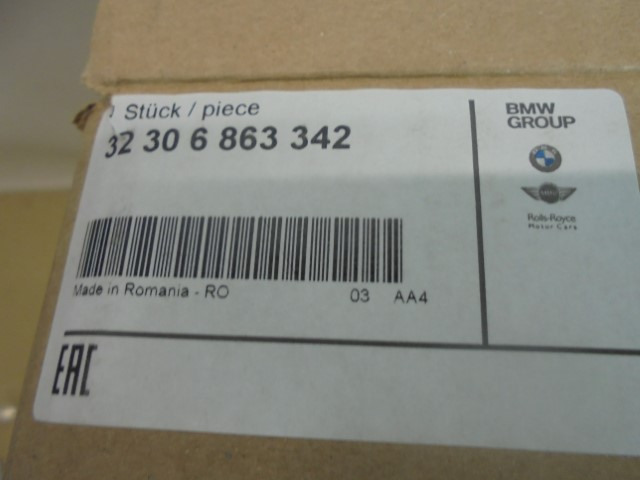 1 Stück / piece
32 30 6 863 342
Made in Romania - RO 03 AA4
EAC
BMW
GROUP
Rolls-Royce
Motor Cars